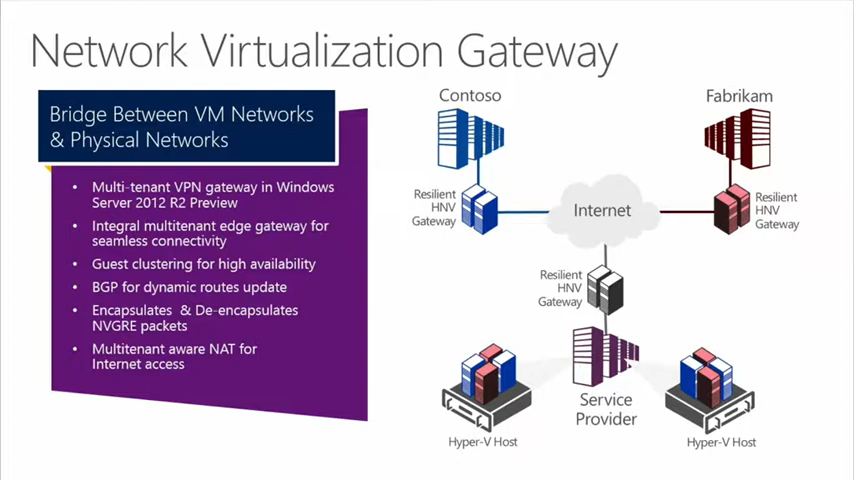 Network Virtualization Gateway
Bridge Between VM Networks
& Physical Networks
• Multi-tenant VPN gateway in Windows
Server 2012 R2 Preview
• Integral multitenant edge gateway for
seamless connectivity
• Guest clustering for high availability
• BGP for dynamic routes update
• Encapsulates & De-encapsulates
NVGRE packets
• Multitenant aware NAT for
Internet access
Contoso
Fabrikam
Resilient
HNV
Gateway
Internet
Resilient
HNV
Gateway
Resilient
HNV
Gateway
Service
Provider
Hyper-V Host
Hyper-V Host